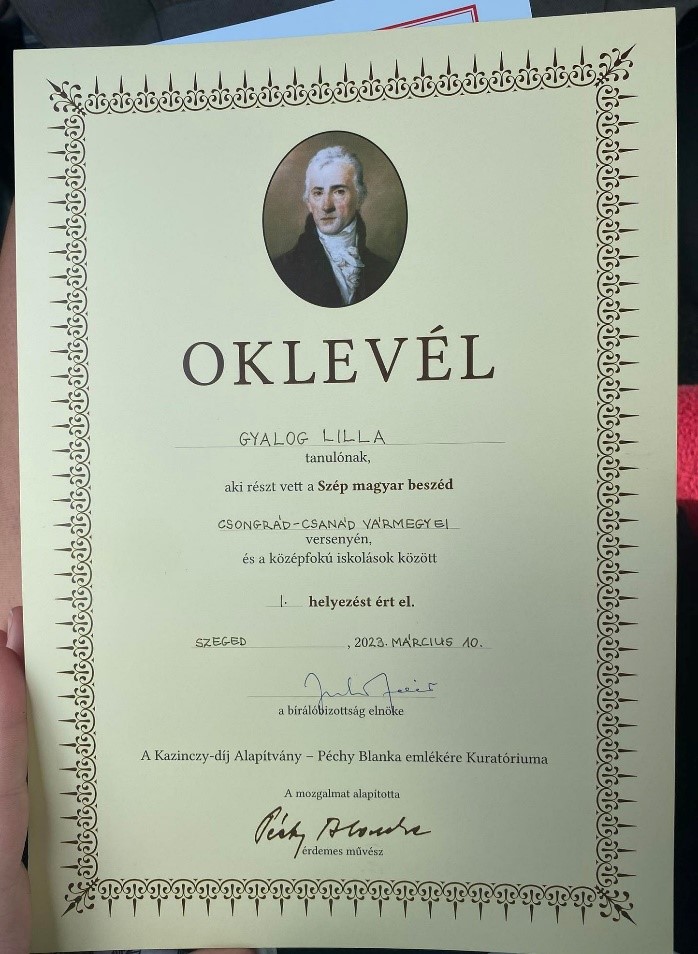 OKLEVÉL
GYALOG LILLA
tanulónak,
aki részt vett a Szép magyar beszéd
CSONGRÁD-CSANÁD VÁRMEGYEI
versenyén,
és a középfokú iskolások között
I. helyezést ért el.
SZEGED, 2023. MÁRCIUS 10.
a bírálóbizottság elnöke
A Kazinczy-díj Alapítvány – Péchy Blanka emlékére Kuratóriuma
A mozgalmat alapította
Péchy Blanka
érdemes művész